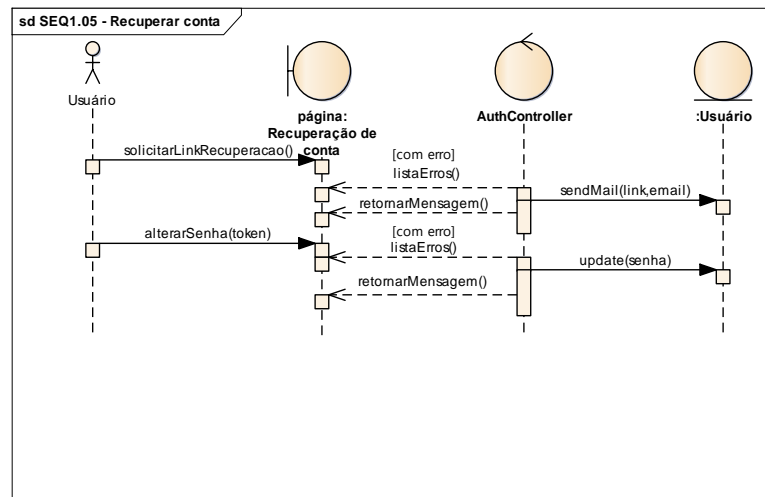 sd SEQ1.05 - Recuperar conta
Usuário
página:
Recuperação de
conta
AuthController
:Usuário
solicitarLinkRecuperacao()
[com erro]
listaErros()
sendMail(link,email)
retornarMensagem()
alterarSenha(token)
[com erro]
listaErros()
update(senha)
retornarMensagem()